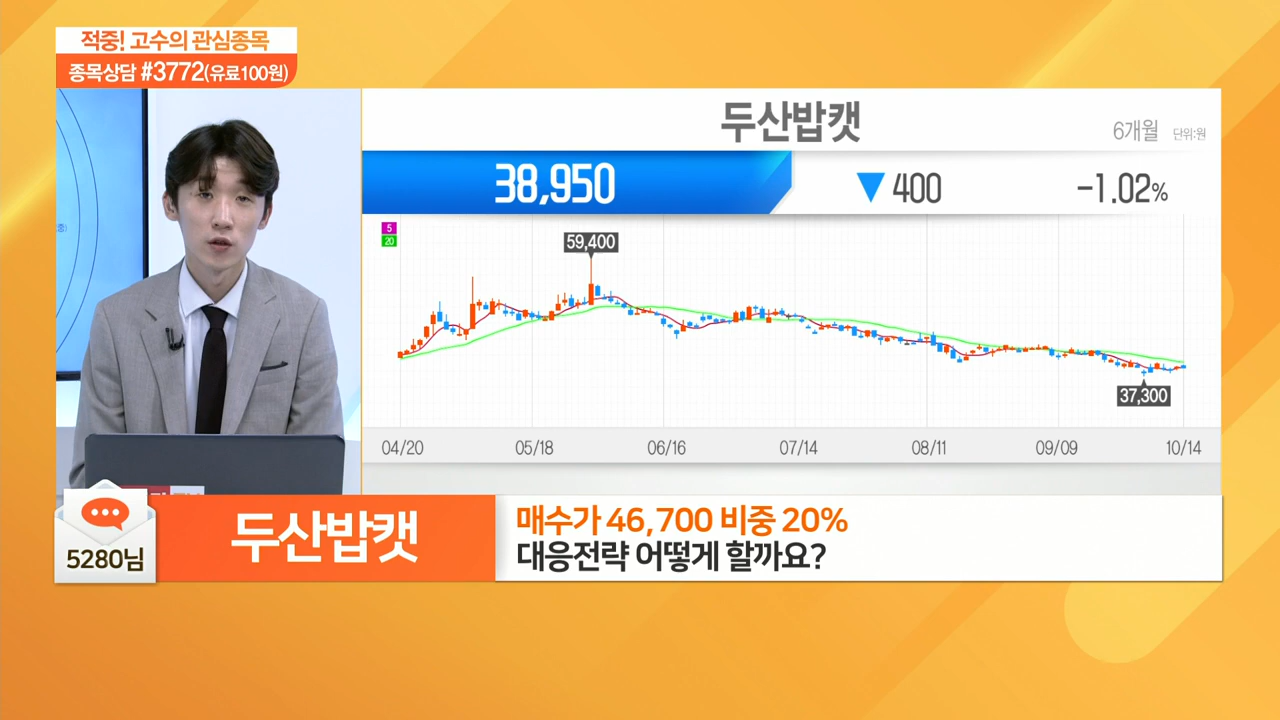 적중! 고수의 관심종목
종목상담 #3772(유료100원)
두산밥캣
6개월 단위:원
38,950 ▼ 400 -1.02%
5
20
59,400
37,300
04/20 05/18 06/16 07/14 08/11 09/09 10/14
5280님
두산밥캣
매수가 46,700 비중 20%
대응전략 어떻게 할까요?